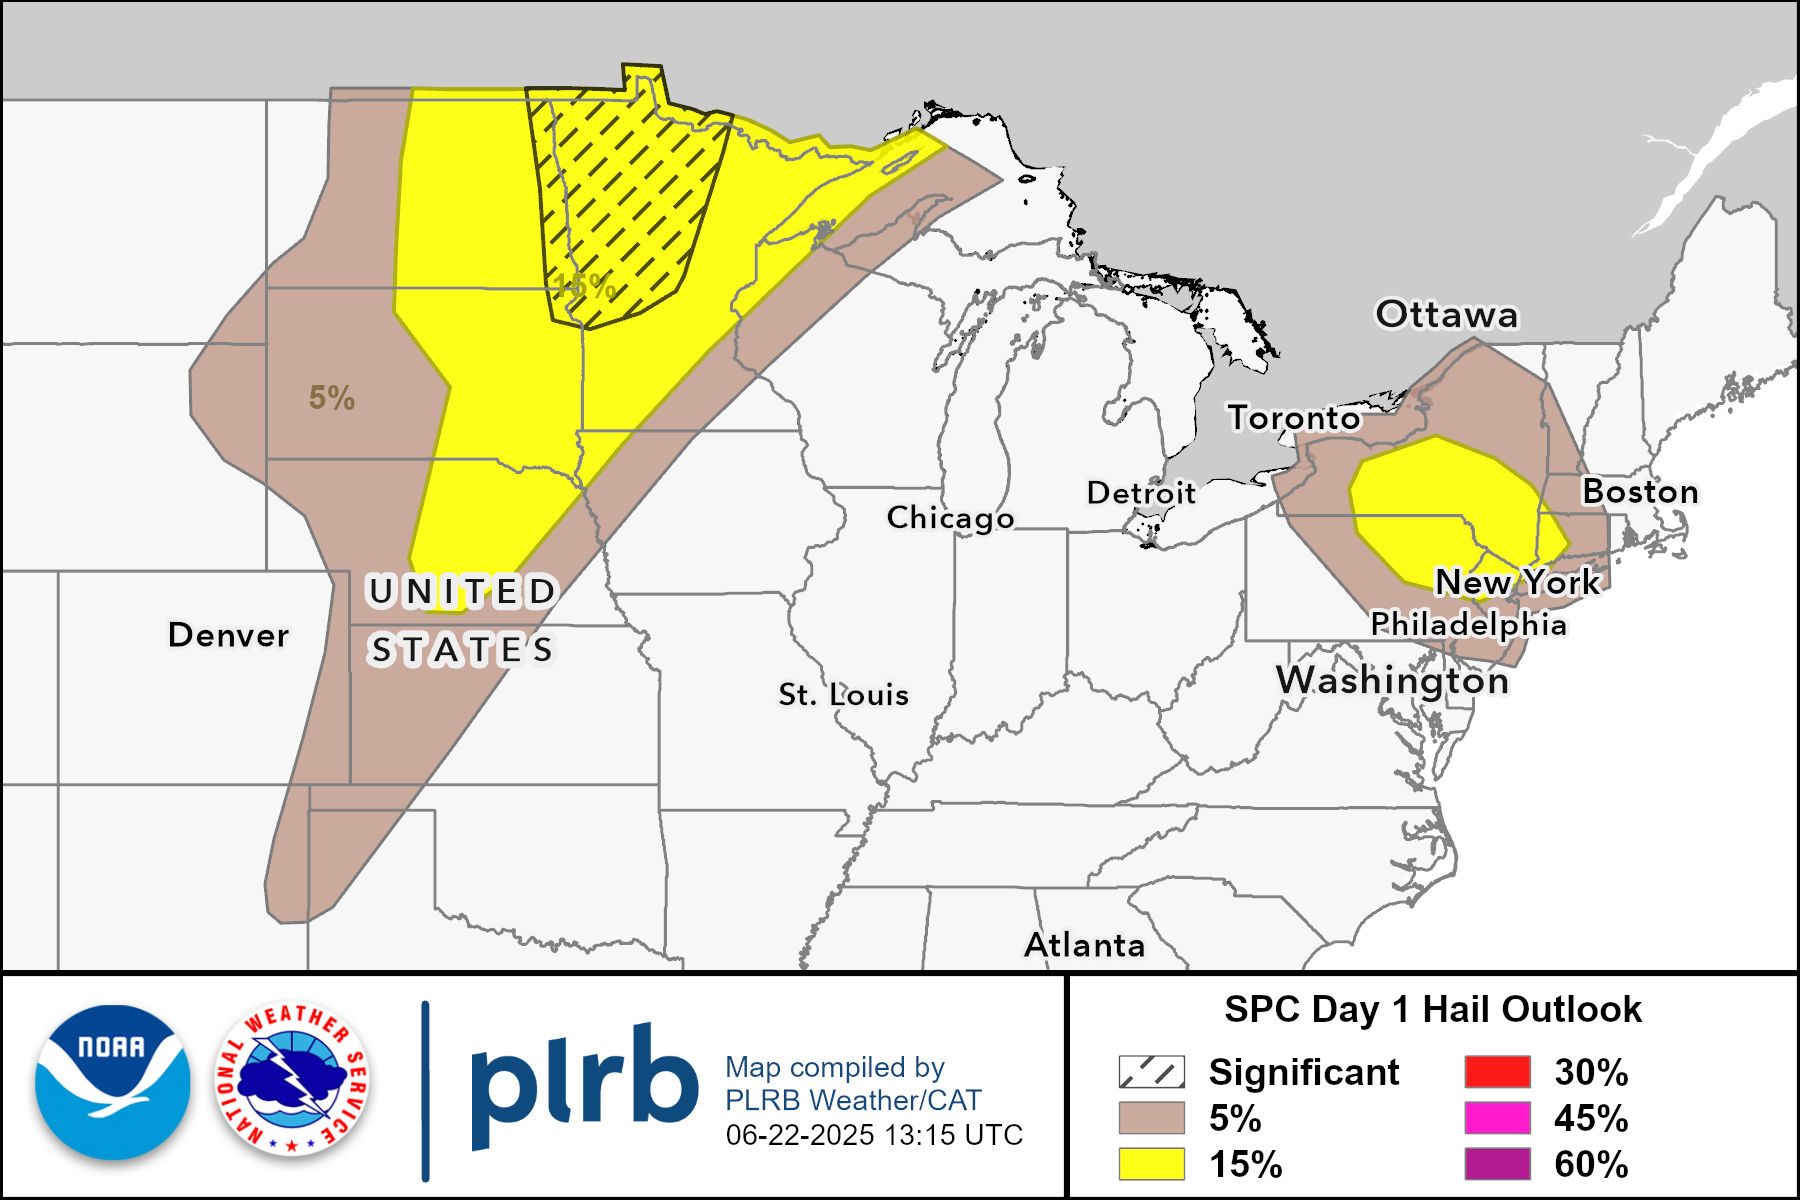 15%
Ottawa
5%
Toronto
Detroit
Boston
Chicago
New York
UNITED
Philadelphia
Denver
STATES
Washington
St. Louis
Atlanta
NOAA
NATIONAL WEATHER SERVICE
plrb
Map compiled by
PLRB Weather/CAT
06-22-2025 13:15 UTC
SPC Day 1 Hail Outlook
Significant
5%
15%
30%
45%
60%